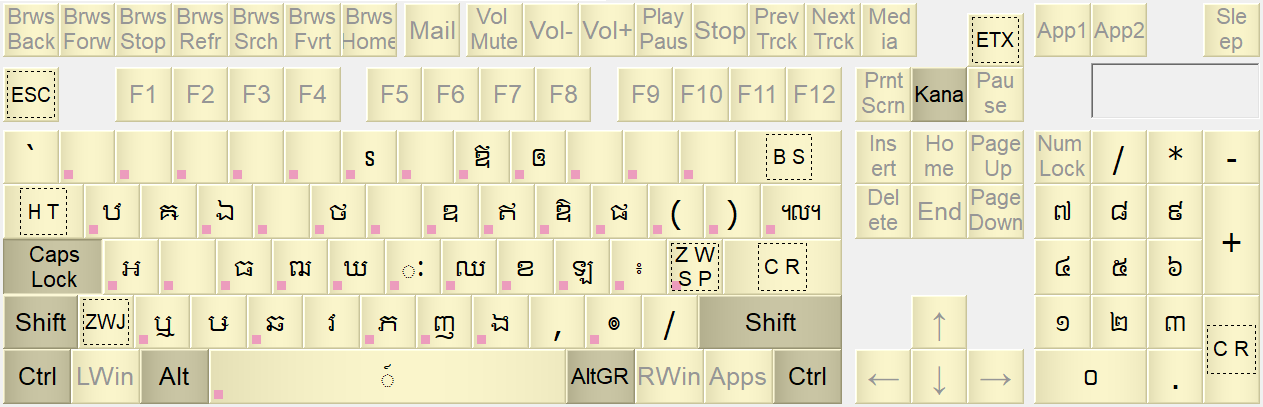 Brws Brws Brws Brws Brws Brws Brws Mail Vol Vol- Vol+ Play Stop Prev Next Med ETX App1 App2 Sle
Back Forw Stop Refr Srch Fvrt Home Mute Paus Trck Trck ia ep
ESC F1 F2 F3 F4 F5 F6 F7 F8 F9 F10 F11 F12 Prnt Scrn Kana Pau se
` ឪ ឲ B S Ins ert Ho me Page Up Num Lock / * -
H T ឋ ឝ ឯ ថ ឧ ឥ ឱ ផ ( ) ៘ Del ete End Page Down ៧ ៨ ៩ +
Caps Lock អ ធ ឍ ឃ ះ ឈ ខ ឡ ៖ Z W S P C R ៤ ៥ ៦
Shift ZWJ ឬ ឞ ឆ វ ភ ញ ង , ៙ / Shift ↑ ១ ២ ៣ C R
Ctrl LWin Alt AltGR RWin Apps Ctrl ← ↓ → ០ .